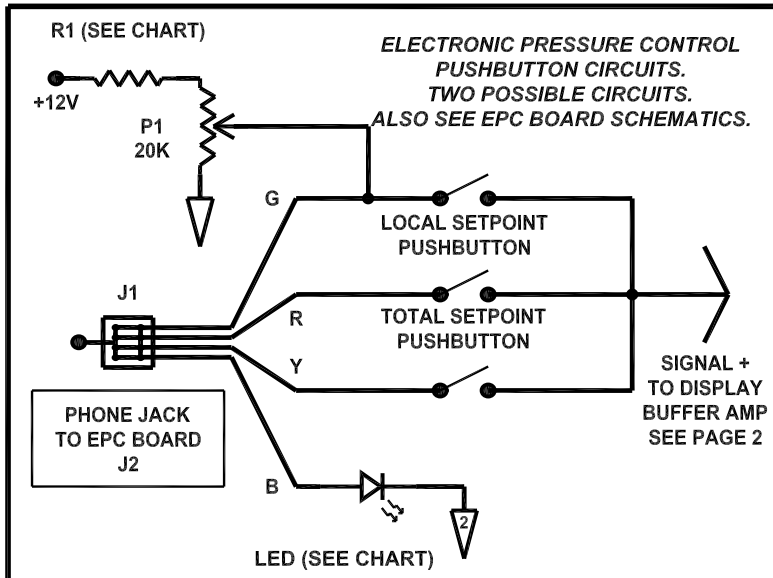 R1 (SEE CHART)
+12V
P1
20K
ELECTRONIC PRESSURE CONTROL
PUSHBUTTON CIRCUITS.
TWO POSSIBLE CIRCUITS.
ALSO SEE EPC BOARD SCHEMATICS.
G
LOCAL SETPOINT
PUSHBUTTON
J1
R
TOTAL SETPOINT
PUSHBUTTON
Y
SIGNAL +
TO DISPLAY
BUFFER AMP
SEE PAGE 2
PHONE JACK
TO EPC BOARD
J2
B
2
LED (SEE CHART)